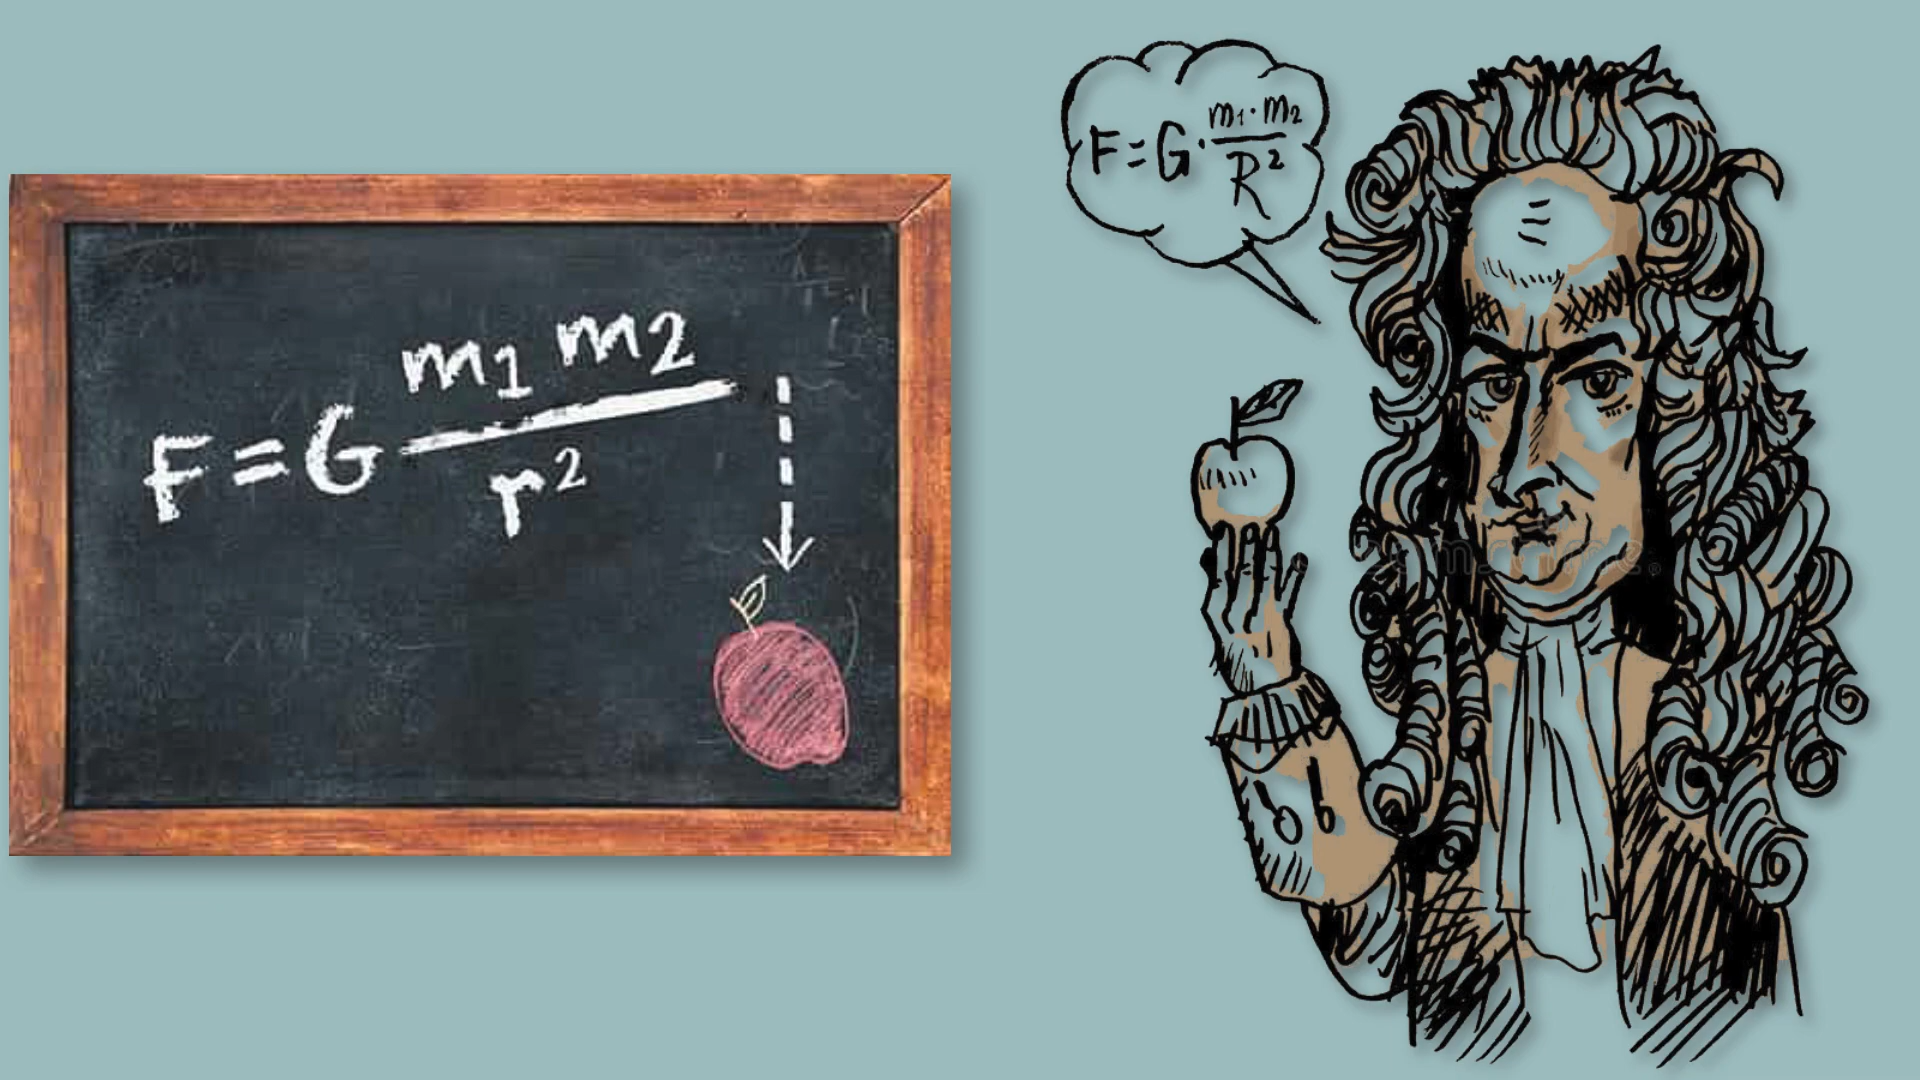 F = G m₁ m₂ / r²
F = G · m₁ · m₂ / R²